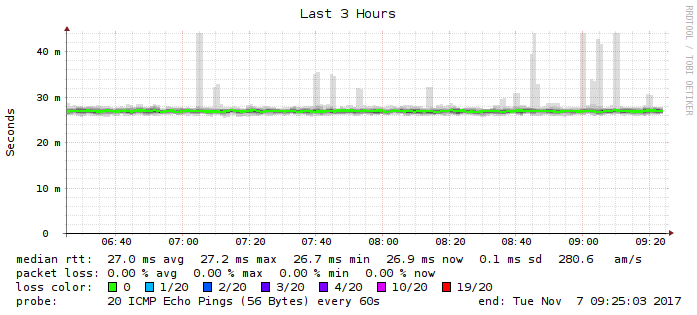 Last 3 Hours
RRDTOOL / TOBI OETIKER
Seconds
40 m
30 m
20 m
10 m
0
06:40 07:00 07:20 07:40 08:00 08:20 08:40 09:00 09:20
median rtt: 27.0 ms avg 27.2 ms max 26.7 ms min 26.9 ms now 0.1 ms sd 280.6 am/s
packet loss: 0.00 % avg 0.00 % max 0.00 % min 0.00 % now
loss color: 0 1/20 2/20 3/20 4/20 10/20 19/20
probe: 20 ICMP Echo Pings (56 Bytes) every 60s end: Tue Nov 7 09:25:03 2017